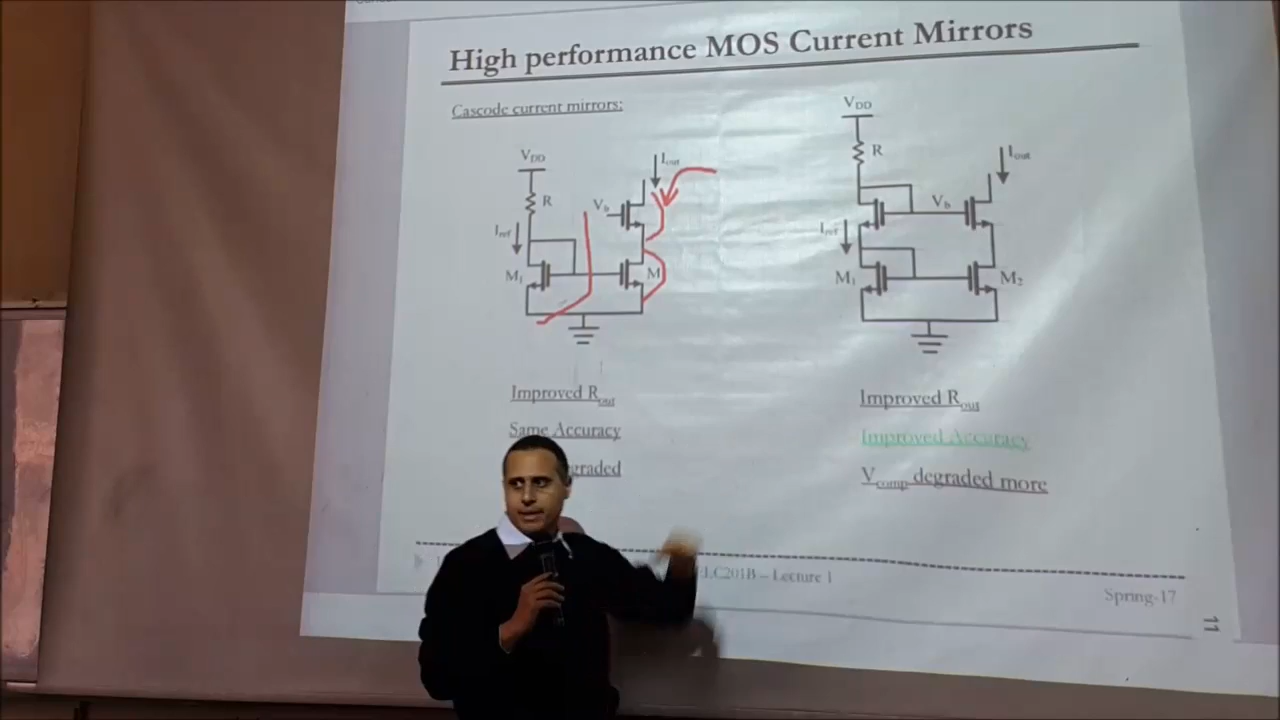 High performance MOS Current Mirrors
Cascode current mirrors:
VDD
R
Vb
Iout
Iref
M1
M
Improved Rout
Same Accuracy
graded
VDD
R
Vb
Iout
Iref
M1
M2
Improved Rout
Improved Accuracy
Vcomp degraded more
ELC201B – Lecture 1
Spring-17
11